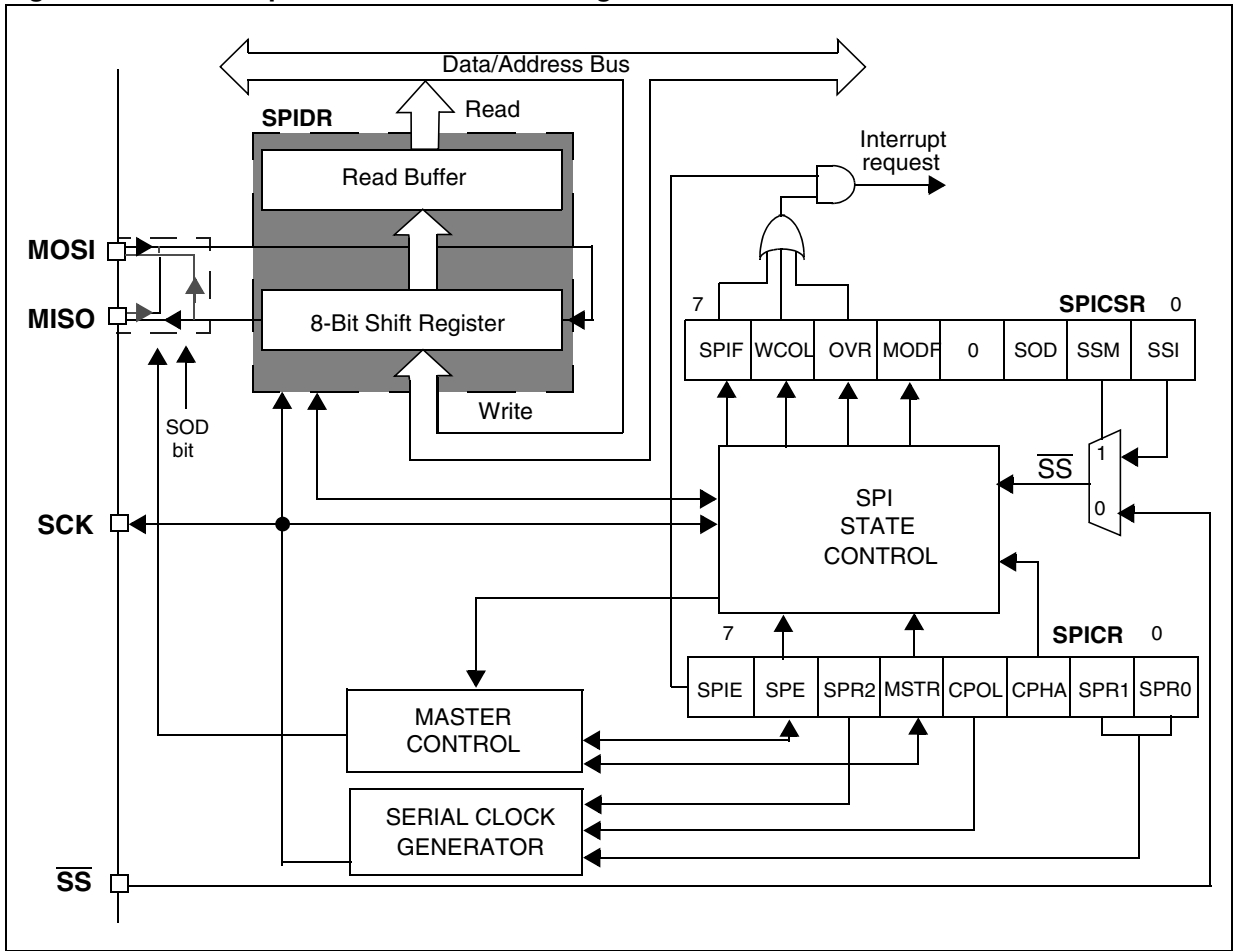 Data/Address Bus
SPIDR
Read
Read Buffer
Interrupt
request
MOSI
MISO
8-Bit Shift Register
7
SPICSR
0
SPIF WCOL OVR MODF 0 SOD SSM SSI
Write
SOD
bit
1
SS
0
SCK
SPI
STATE
CONTROL
7
SPICR
0
SPIE SPE SPR2 MSTR CPOL CPHA SPR1 SPR0
MASTER
CONTROL
SERIAL CLOCK
GENERATOR
SS